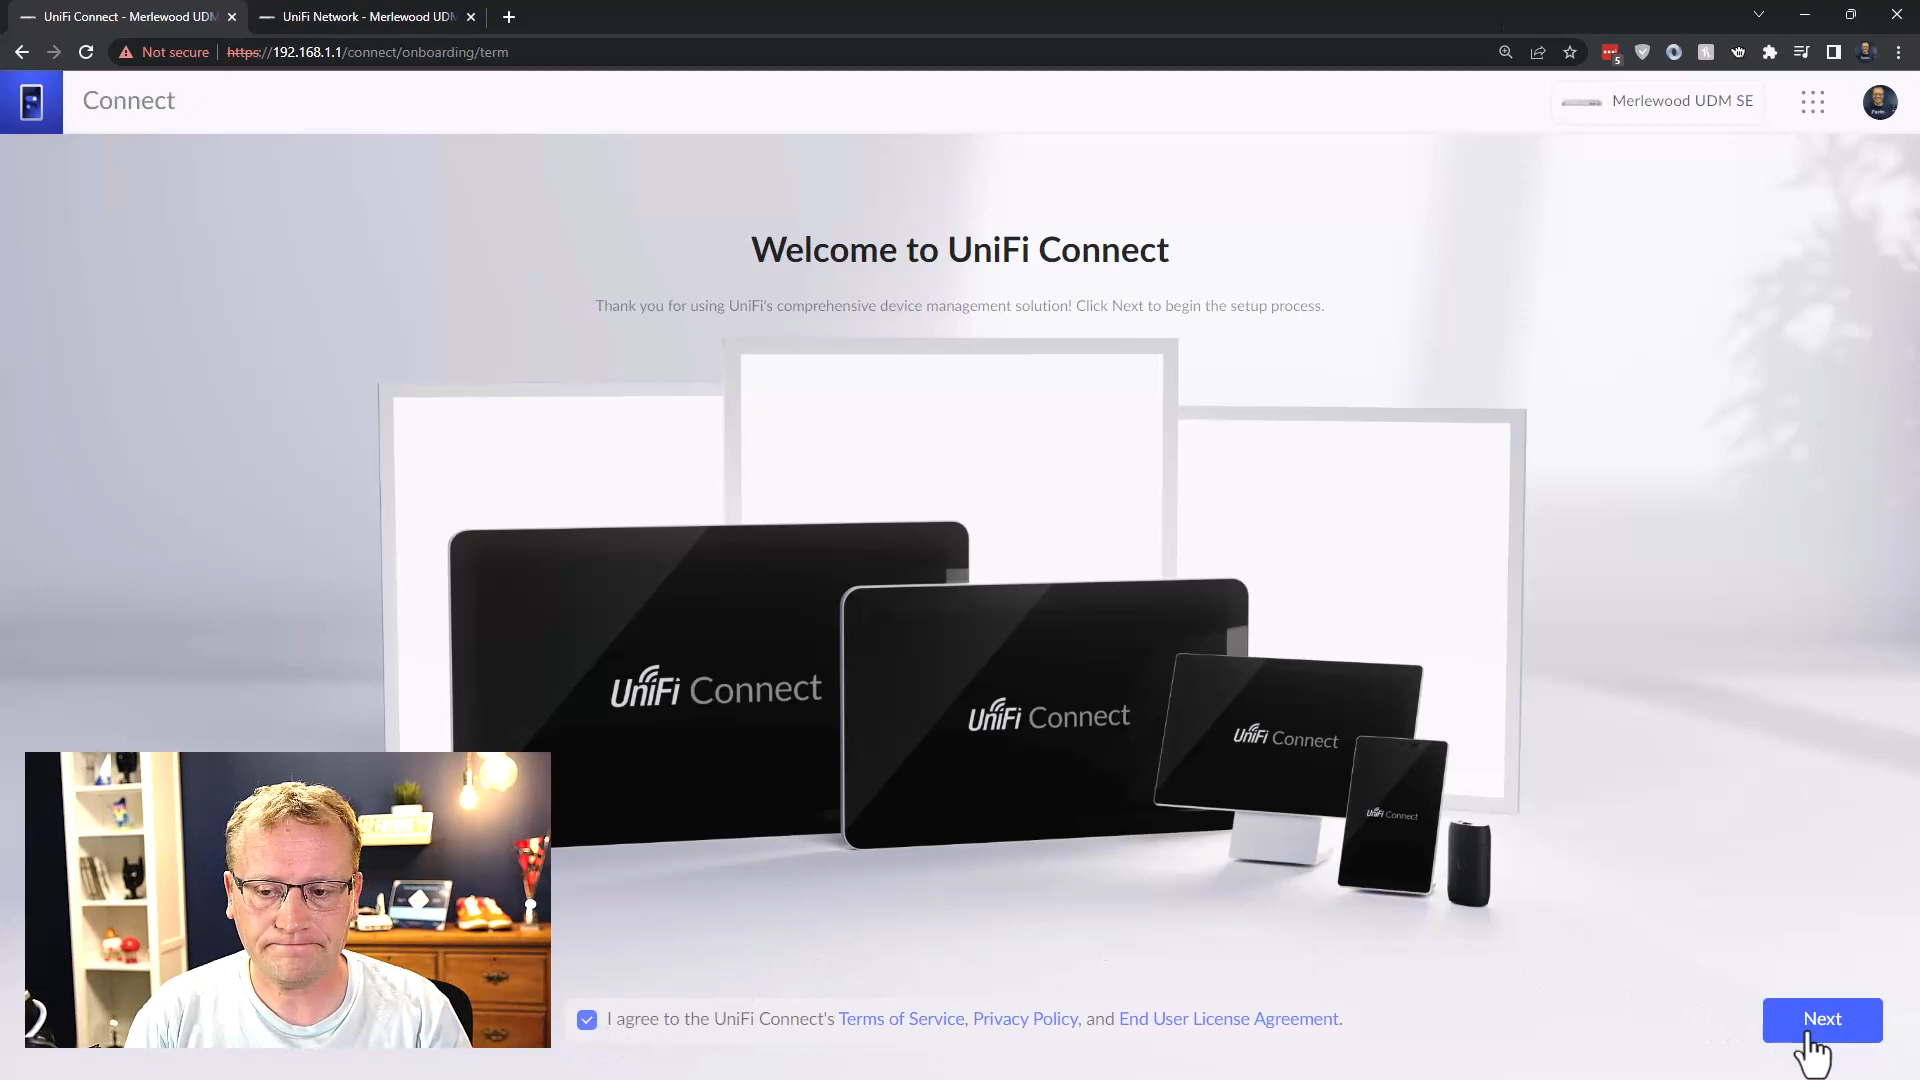 UniFi Connect - Merlewood UDM
UniFi Network - Merlewood UDM
Not secure
https://192.168.1.1/connect/onboarding/term
5
Connect
Merlewood UDM SE
Welcome to UniFi Connect
Thank you for using UniFi's comprehensive device management solution! Click Next to begin the setup process.
UniFi Connect
UniFi Connect
UniFi Connect
UniFi Connect
I agree to the UniFi Connect's Terms of Service, Privacy Policy, and End User License Agreement.
Next